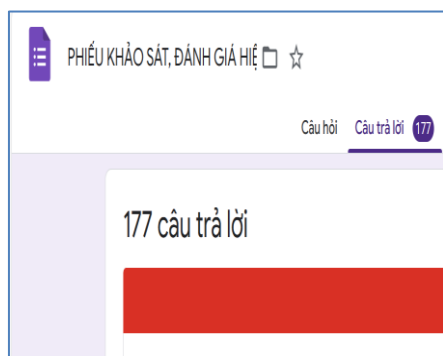 PHIẾU KHẢO SÁT, ĐÁNH GIÁ HIỆ
Câu hỏi Câu trả lời 177
177 câu trả lời